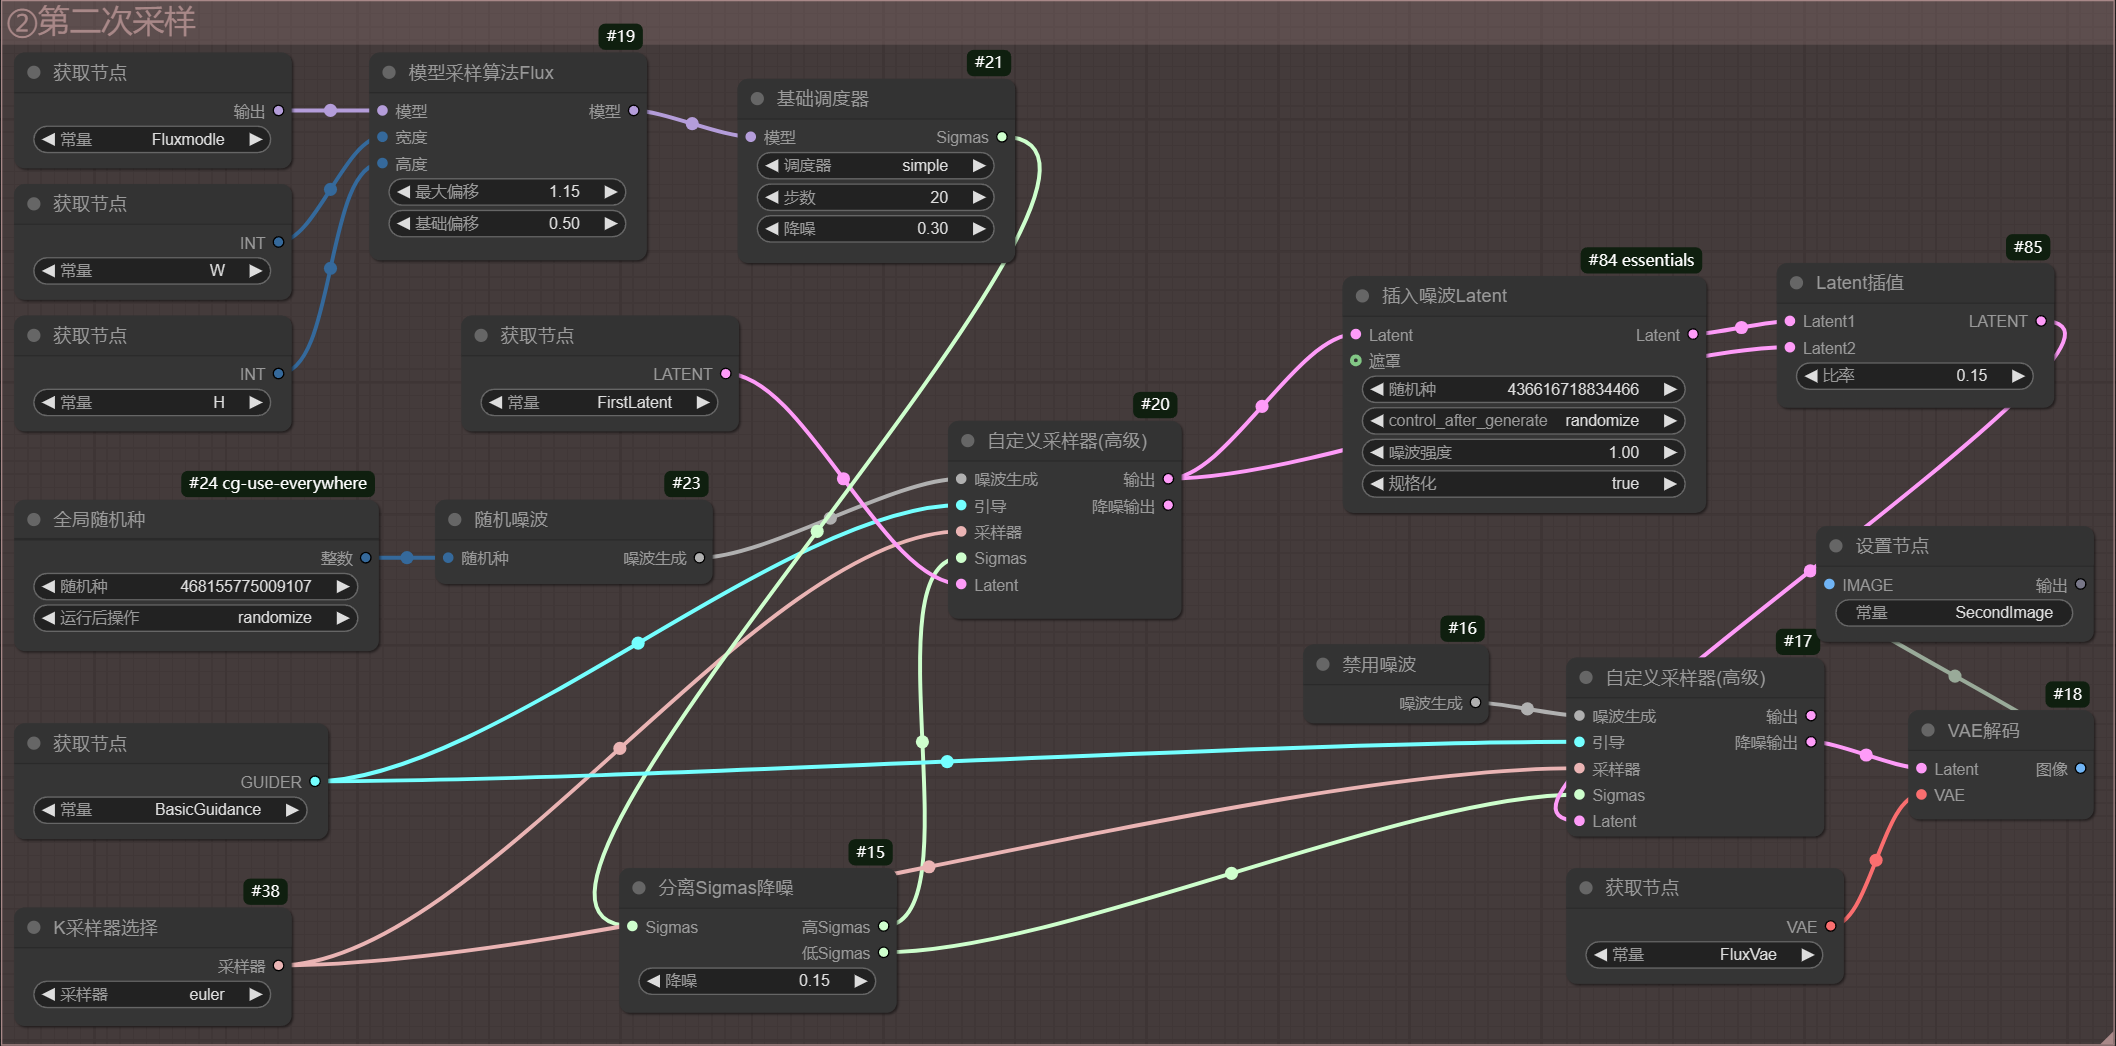 ②第二次采样
获取节点
输出
常量 Fluxmodle
获取节点
INT
常量 W
获取节点
INT
常量 H
#19
模型采样算法Flux
模型 模型
宽度
高度
最大偏移 1.15
基础偏移 0.50
#21
基础调度器
模型 Sigmas
调度器 simple
步数 20
降噪 0.30
获取节点
LATENT
常量 FirstLatent
#24 cg-use-everywhere
全局随机种
整数
随机种 468155775009107
运行后操作 randomize
#23
随机噪波
随机种 噪波生成
#20
自定义采样器(高级)
噪波生成 输出
引导 降噪输出
采样器
Sigmas
Latent
#84 essentials
插入噪波Latent
Latent Latent
遮罩
随机种 436616718834466
control_after_generate randomize
噪波强度 1.00
规格化 true
#85
Latent插值
Latent1 LATENT
Latent2
比率 0.15
设置节点
IMAGE 输出
常量 SecondImage
获取节点
GUIDER
常量 BasicGuidance
#38
K采样器选择
采样器
采样器 euler
#15
分离Sigmas降噪
Sigmas 高Sigmas
低Sigmas
降噪 0.15
#16
禁用噪波
噪波生成
#17
自定义采样器(高级)
噪波生成 输出
引导 降噪输出
采样器
Sigmas
Latent
#18
VAE解码
Latent 图像
VAE
获取节点
VAE
常量 FluxVae